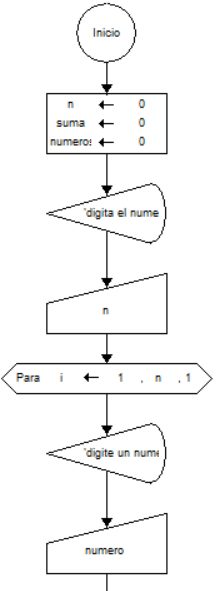 Inicio
n ← 0
suma ← 0
numeros ← 0
'digita el nume
n
Para i ← 1 , n , 1
'digite un nume
numero